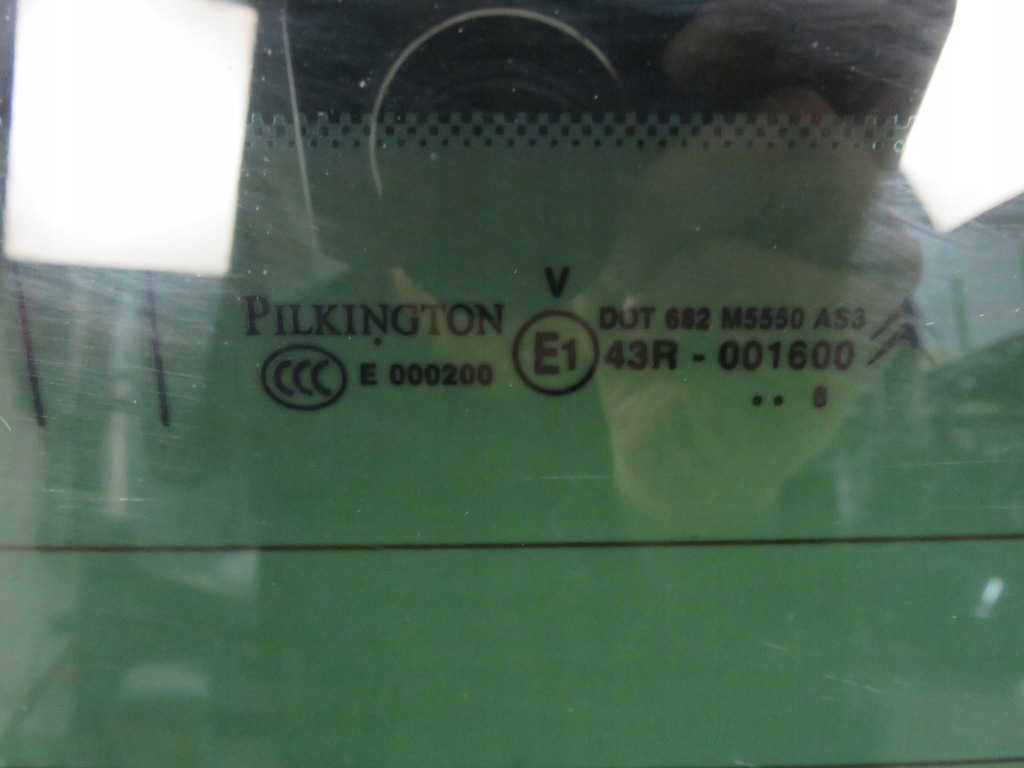 V
PILKINGTON
DOT 682 M5550 AS3
CCC E 000200
E1
43R - 001600
•• 8